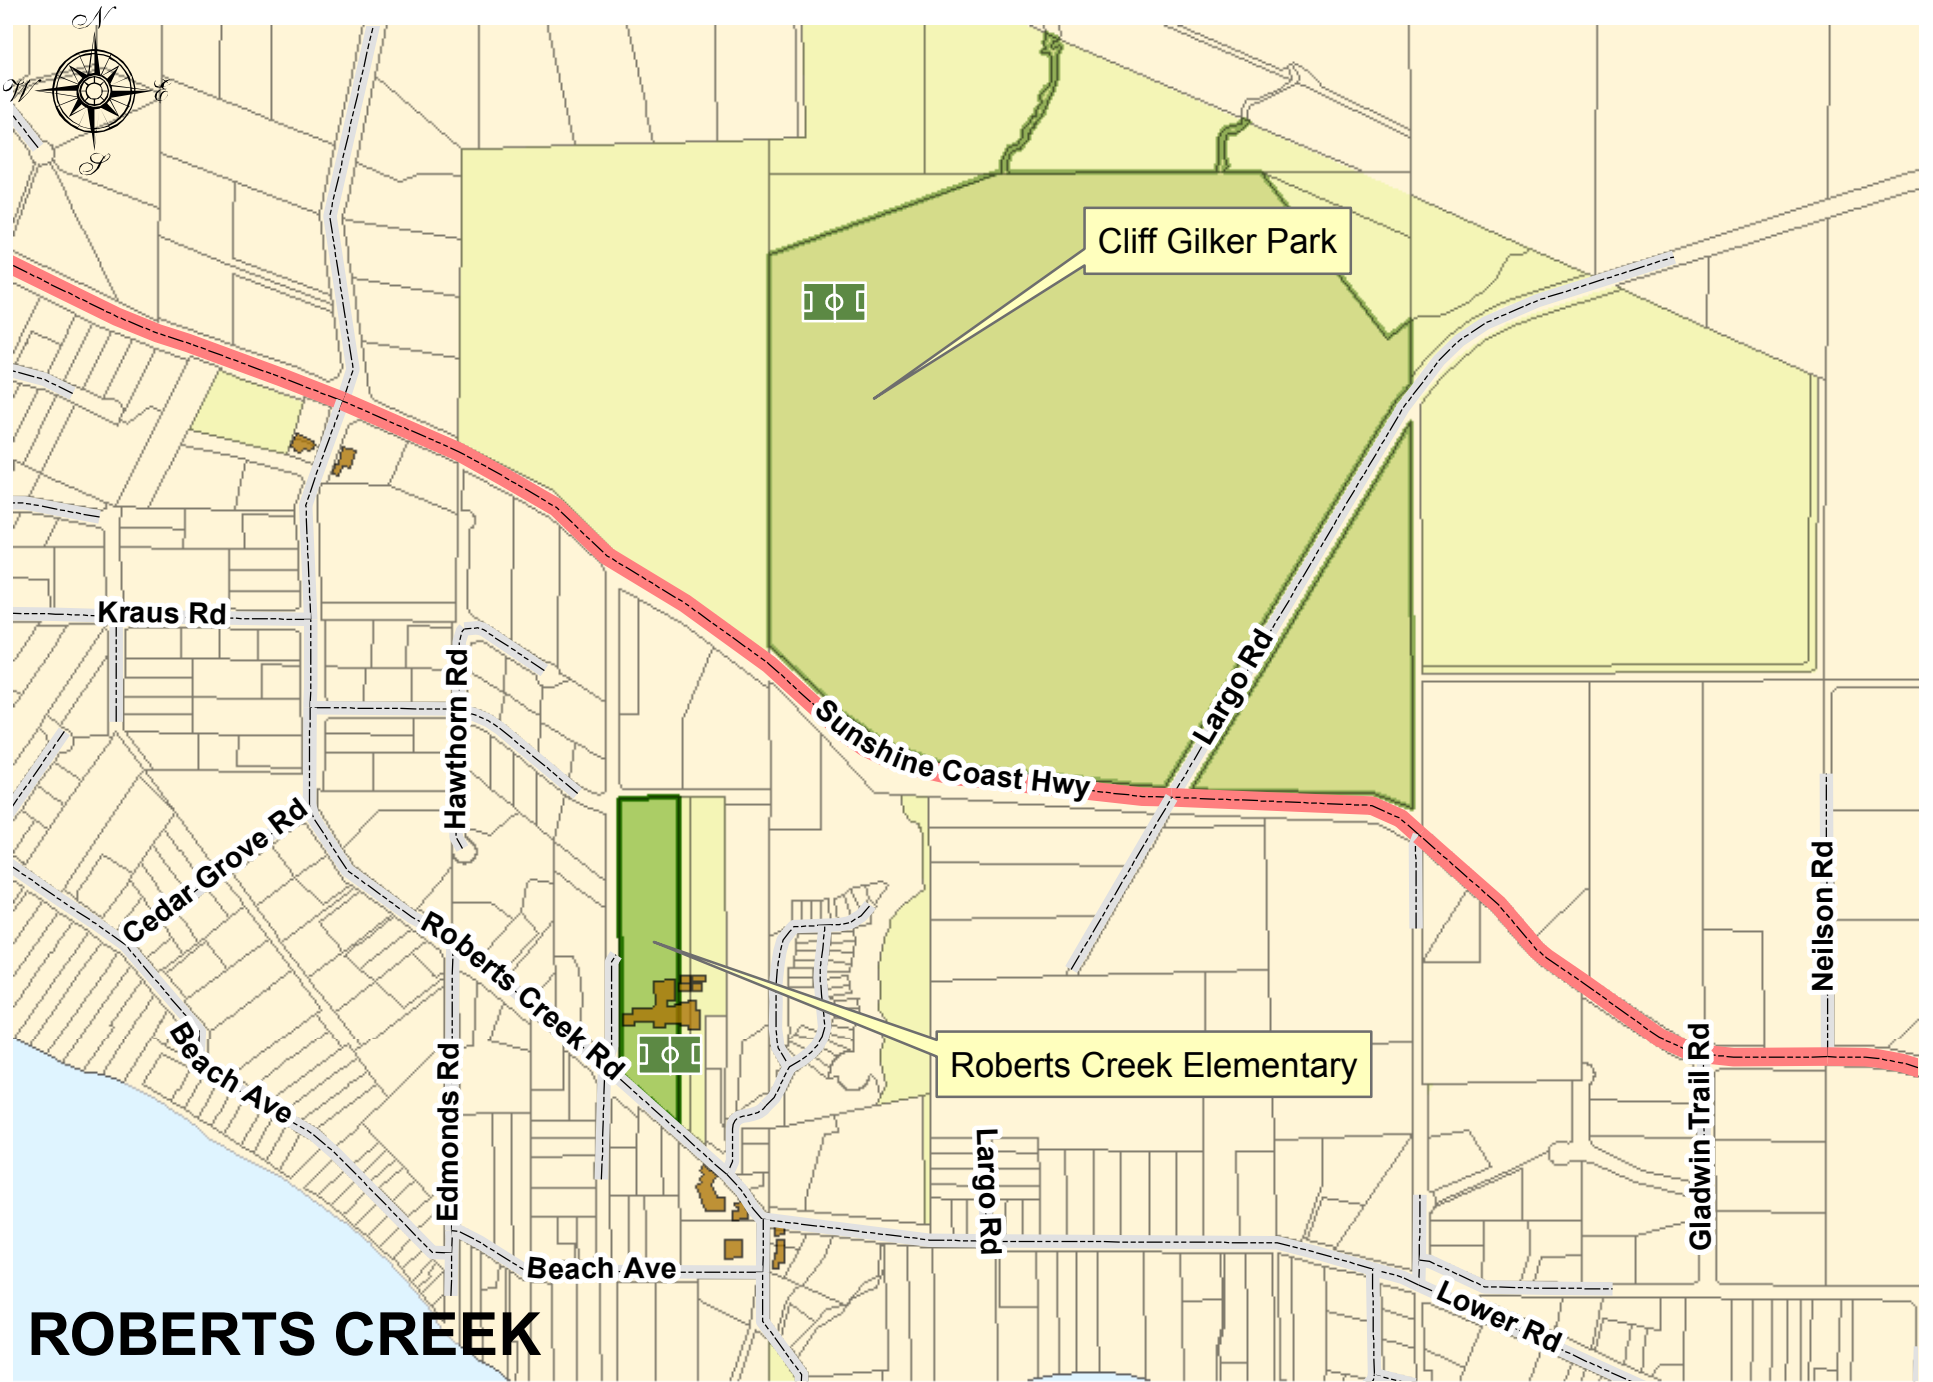 N
W
E
S
Cliff Gilker Park
Kraus Rd
Hawthorn Rd
Largo Rd
Sunshine Coast Hwy
Cedar Grove Rd
Roberts Creek Rd
Neilson Rd
Beach Ave
Edmonds Rd
Roberts Creek Elementary
Gladwin Trail Rd
Largo Rd
Beach Ave
Lower Rd
ROBERTS CREEK